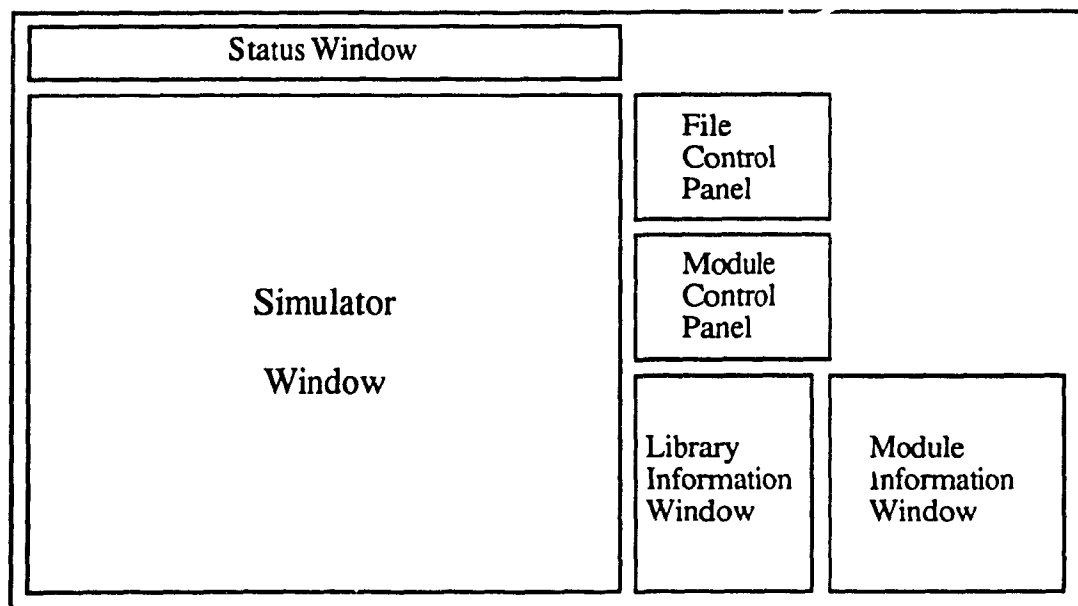 Status Window
Simulator
Window
File
Control
Panel
Module
Control
Panel
Library
Information
Window
Module
Information
Window